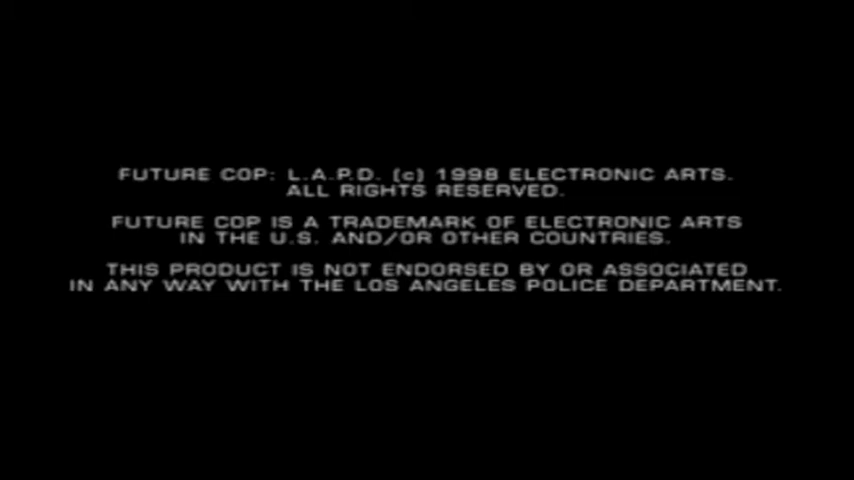 FUTURE COP: L.A.P.D. (c) 1998 ELECTRONIC ARTS.
ALL RIGHTS RESERVED.
FUTURE COP IS A TRADEMARK OF ELECTRONIC ARTS
IN THE U.S. AND/OR OTHER COUNTRIES.
THIS PRODUCT IS NOT ENDORSED BY OR ASSOCIATED
IN ANY WAY WITH THE LOS ANGELES POLICE DEPARTMENT.